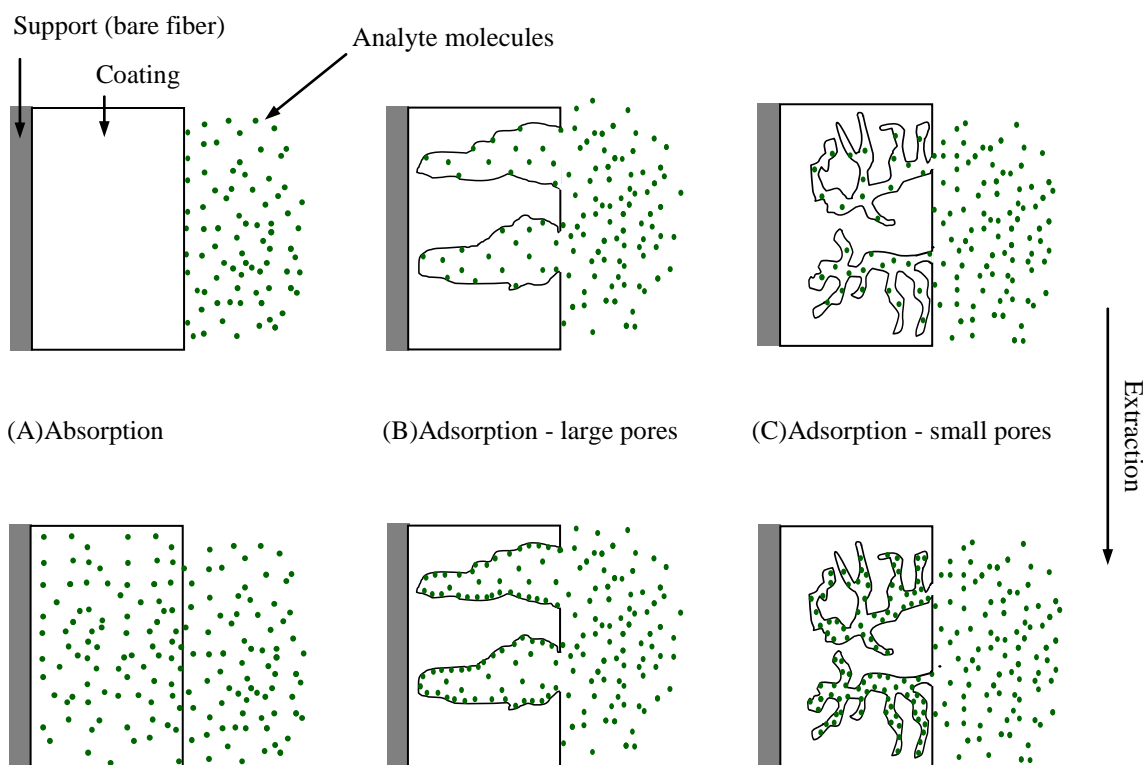 Support (bare fiber)
Analyte molecules
Coating
(A)Absorption
(B)Adsorption - large pores
(C)Adsorption - small pores
Extraction